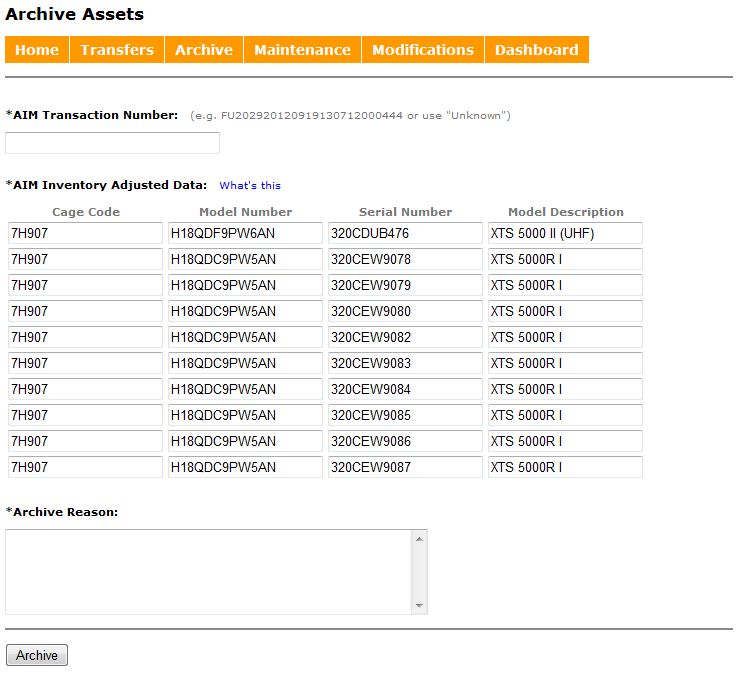 Archive Assets
Home Transfers Archive Maintenance Modifications Dashboard
*AIM Transaction Number: (e.g. FU202920120919130712000444 or use "Unknown")
*AIM Inventory Adjusted Data: What's this
Cage Code Model Number Serial Number Model Description
7H907 H18QDF9PW6AN 320CDUB476 XTS 5000 II (UHF)
7H907 H18QDC9PW5AN 320CEW9078 XTS 5000R I
7H907 H18QDC9PW5AN 320CEW9079 XTS 5000R I
7H907 H18QDC9PW5AN 320CEW9080 XTS 5000R I
7H907 H18QDC9PW5AN 320CEW9082 XTS 5000R I
7H907 H18QDC9PW5AN 320CEW9083 XTS 5000R I
7H907 H18QDC9PW5AN 320CEW9084 XTS 5000R I
7H907 H18QDC9PW5AN 320CEW9085 XTS 5000R I
7H907 H18QDC9PW5AN 320CEW9086 XTS 5000R I
7H907 H18QDC9PW5AN 320CEW9087 XTS 5000R I
*Archive Reason:
Archive